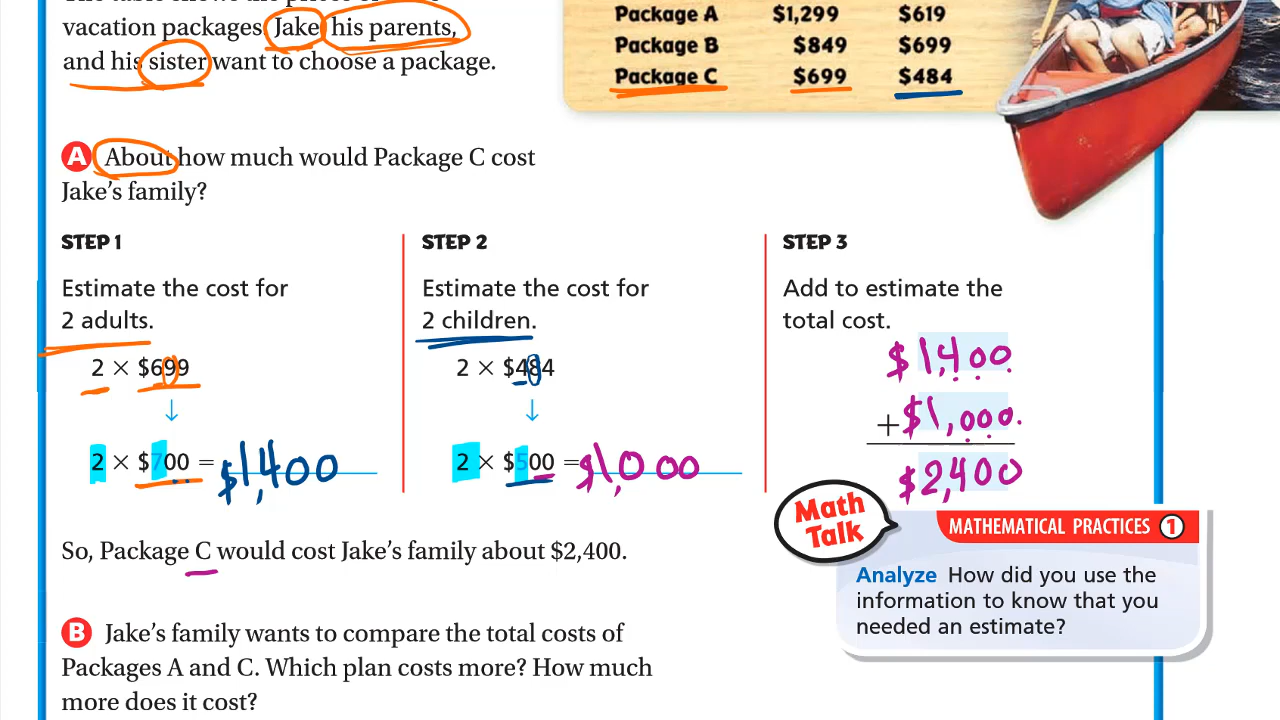 vacation packages. Jake, his parents,
and his sister want to choose a package.
Package A $1,299 $619
Package B $849 $699
Package C $699 $484
A About how much would Package C cost
Jake's family?
STEP 1
Estimate the cost for
2 adults.
2 × $699
↓
2 × $700 = $1,400
STEP 2
Estimate the cost for
2 children.
2 × $484
↓
2 × $500 = $1,000
STEP 3
Add to estimate the
total cost.
$1,400
+ $1,000
$2,400
So, Package C would cost Jake's family about $2,400.
Math
Talk
MATHEMATICAL PRACTICES 1
Analyze How did you use the
information to know that you
needed an estimate?
B Jake's family wants to compare the total costs of
Packages A and C. Which plan costs more? How much
more does it cost?